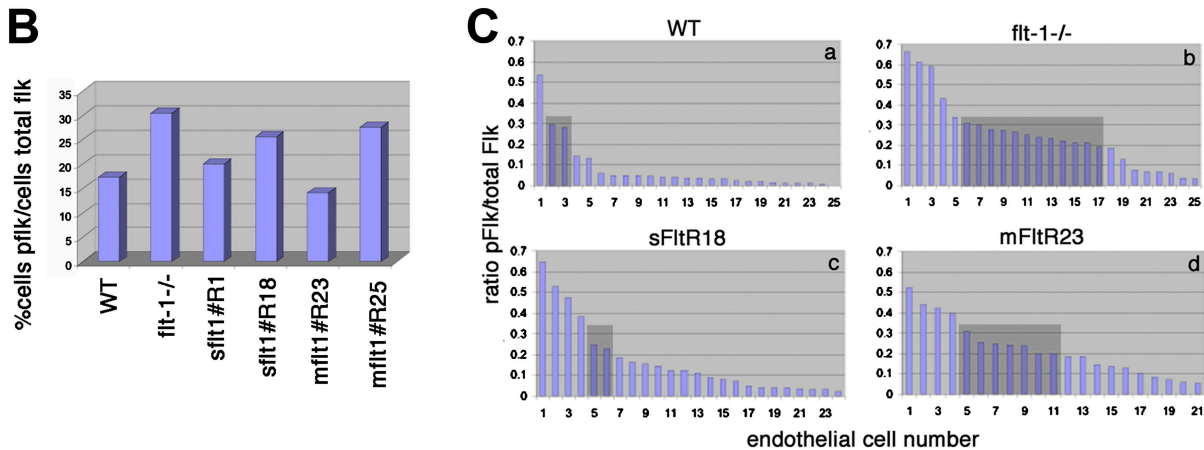 B
%cells pflk/cells total flk
35
30
25
20
15
10
5
0
WT
flt-1-/-
sflt1#R1
sflt1#R18
mflt1#R23
mflt1#R25
C
ratio pFlk/total Flk
WT
a
0.7
0.6
0.5
0.4
0.3
0.2
0.1
0
1 3 5 7 9 11 13 15 17 19 21 23 25
flt-1-/-
b
0.7
0.6
0.5
0.4
0.3
0.2
0.1
0
1 3 5 7 9 11 13 15 17 19 21 23 25
sFltR18
c
0.7
0.6
0.5
0.4
0.3
0.2
0.1
0
1 3 5 7 9 11 13 15 17 19 21 23
mFltR23
d
0.7
0.6
0.5
0.4
0.3
0.2
0.1
0
1 3 5 7 9 11 13 15 17 19 21
endothelial cell number